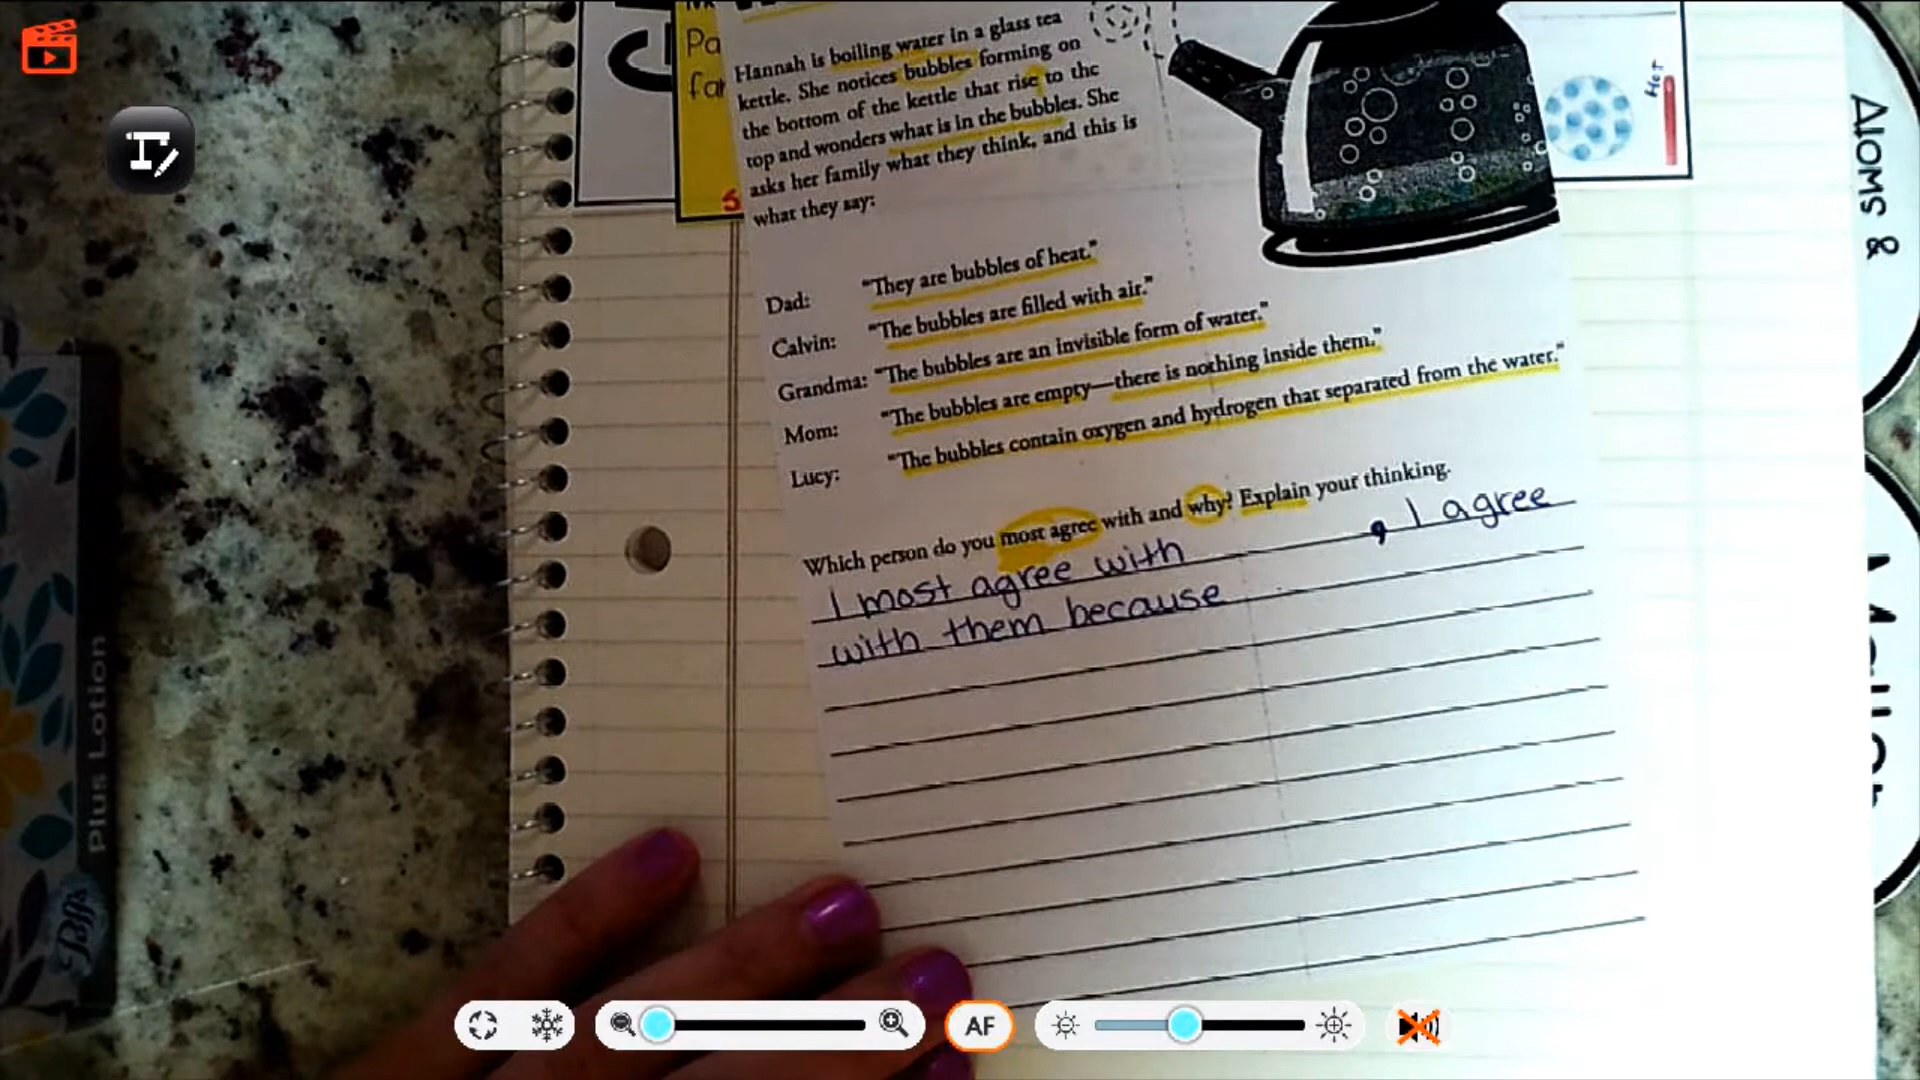 Pa
far
Hannah is boiling water in a glass tea
kettle. She notices bubbles forming on
the bottom of the kettle that rise to the
top and wonders what is in the bubbles. She
asks her family what they think, and this is
what they say:
Dad: "They are bubbles of heat."
Calvin: "The bubbles are filled with air."
Grandma: "The bubbles are an invisible form of water."
Mom: "The bubbles are empty—there is nothing inside them."
Lucy: "The bubbles contain oxygen and hydrogen that separated from the water."
Which person do you most agree with and why? Explain your thinking.
I most agree with , I agree
with them because
Hot
Atoms &
Plus Lotion
Puffs
AF